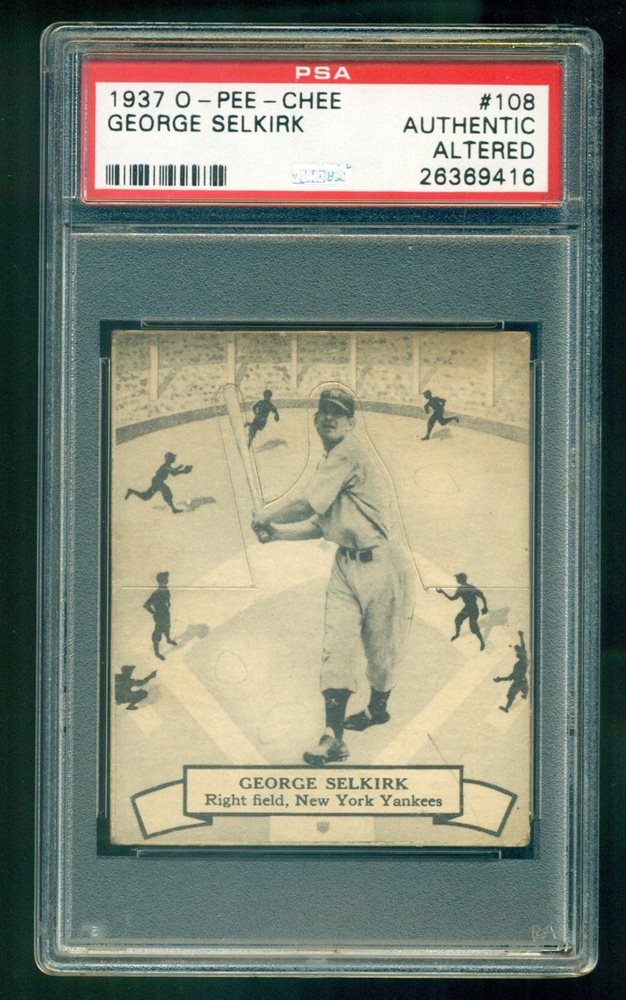 PSA
1937 O-PEE-CHEE #108
GEORGE SELKIRK AUTHENTIC
ALTERED
26369416
GEORGE SELKIRK
Right field, New York Yankees